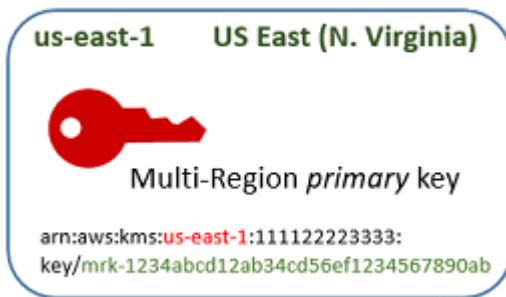 us-east-1 US East (N. Virginia)
Multi-Region primary key
arn:aws:kms:us-east-1:111122223333:
key/mrk-1234abcd12ab34cd56ef1234567890ab